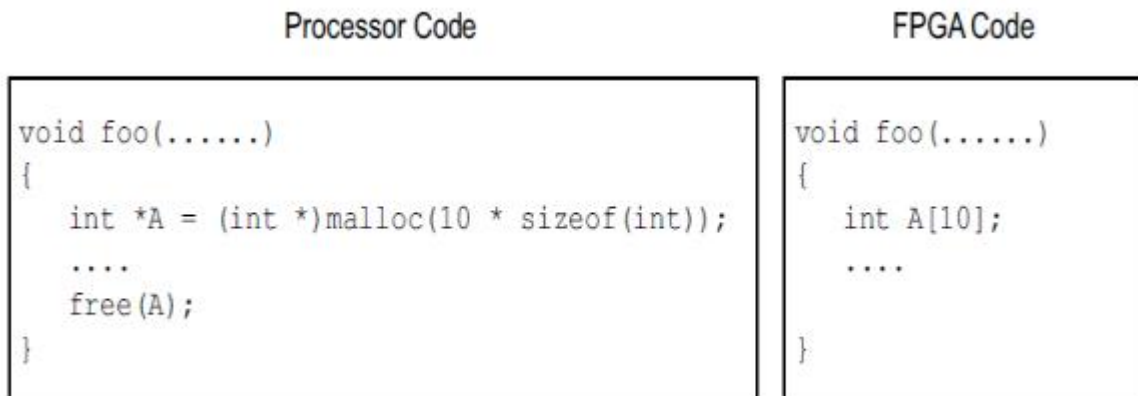 Processor Code
void foo(......)
{
int *A = (int *)malloc(10 * sizeof(int));
....
free(A);
}
FPGA Code
void foo(......)
{
int A[10];
....
}